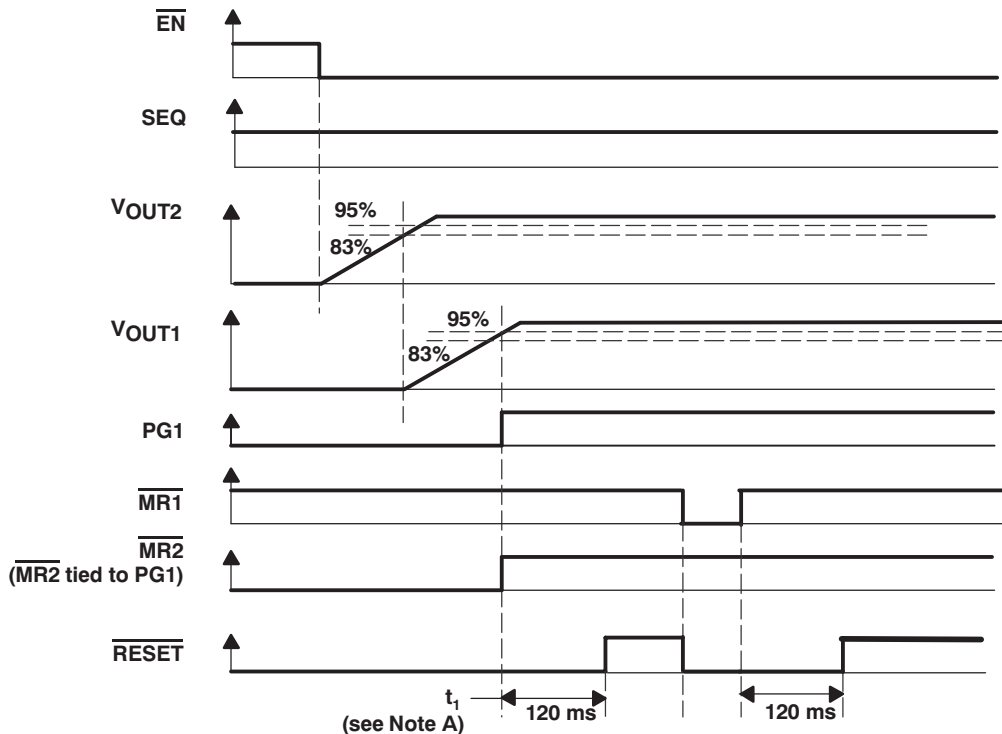 EN
SEQ
VOUT2
95%
83%
VOUT1
95%
83%
PG1
MR1
MR2
(MR2 tied to PG1)
RESET
t1
(see Note A)
120 ms
120 ms